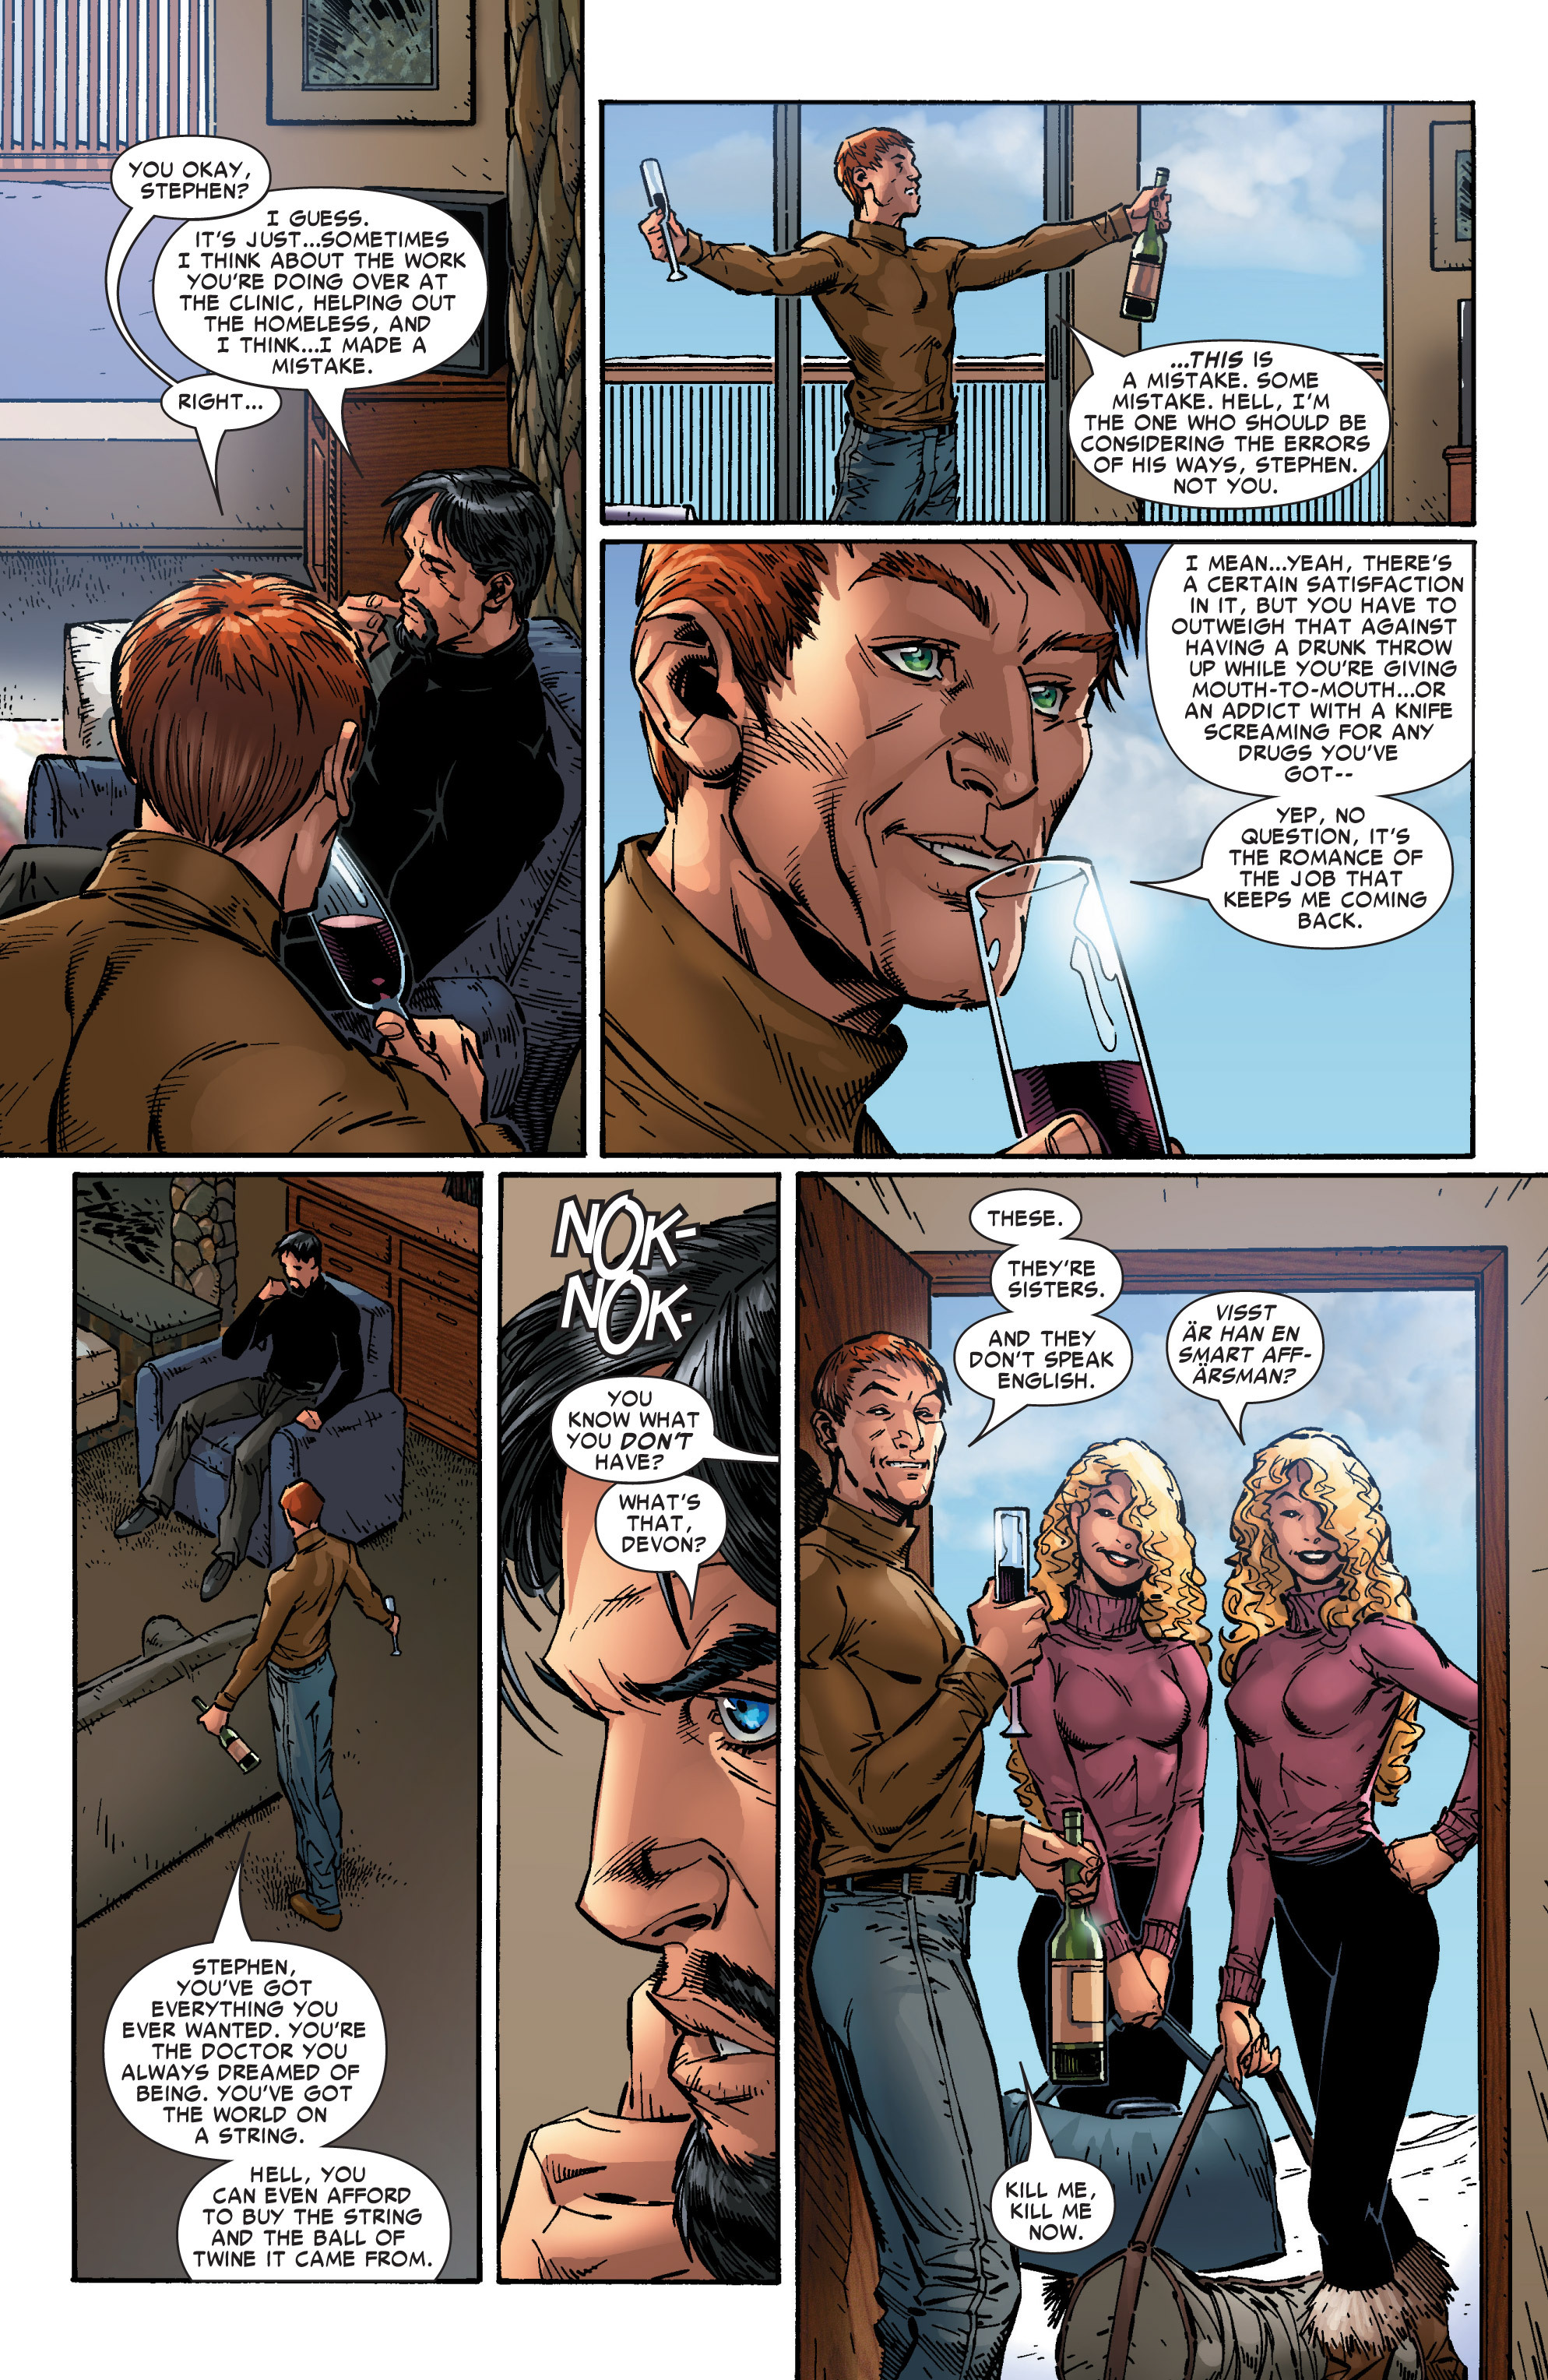 YOU OKAY,
STEPHEN?
I GUESS.
IT'S JUST...SOMETIMES
I THINK ABOUT THE WORK
YOU'RE DOING OVER AT
THE CLINIC, HELPING OUT
THE HOMELESS, AND
I THINK...I MADE A
MISTAKE.
RIGHT...
...THIS IS
A MISTAKE. SOME
MISTAKE. HELL, I'M
THE ONE WHO SHOULD BE
CONSIDERING THE ERRORS
OF HIS WAYS, STEPHEN.
NOT YOU.
I MEAN...YEAH, THERE'S
A CERTAIN SATISFACTION
IN IT, BUT YOU HAVE TO
OUTWEIGH THAT AGAINST
HAVING A DRUNK THROW
UP WHILE YOU'RE GIVING
MOUTH-TO-MOUTH...OR
AN ADDICT WITH A KNIFE
SCREAMING FOR ANY
DRUGS YOU'VE
GOT--
YEP, NO
QUESTION, IT'S
THE ROMANCE OF
THE JOB THAT
KEEPS ME COMING
BACK.
STEPHEN,
YOU'VE GOT
EVERYTHING YOU
EVER WANTED. YOU'RE
THE DOCTOR YOU
ALWAYS DREAMED OF
BEING. YOU'VE GOT
THE WORLD ON
A STRING.
HELL, YOU
CAN EVEN AFFORD
TO BUY THE STRING
AND THE BALL OF
TWINE IT CAME FROM.
NOK-
NOK-
YOU
KNOW WHAT
YOU DON'T
HAVE?
WHAT'S
THAT,
DEVON?
THESE.
THEY'RE
SISTERS.
AND THEY
DON'T SPEAK
ENGLISH.
VISST
ÄR HAN EN
SMART AFF-
ÄRSMAN?
KILL ME,
KILL ME
NOW.